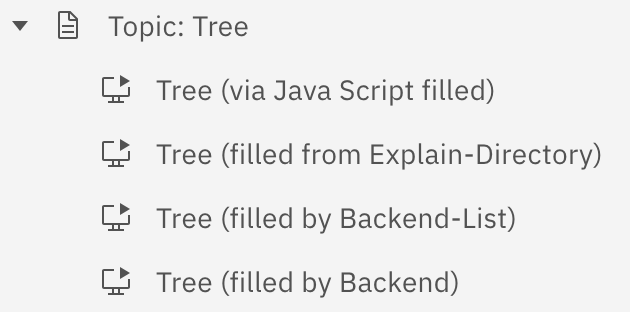 Topic: Tree
Tree (via Java Script filled)
Tree (filled from Explain-Directory)
Tree (filled by Backend-List)
Tree (filled by Backend)